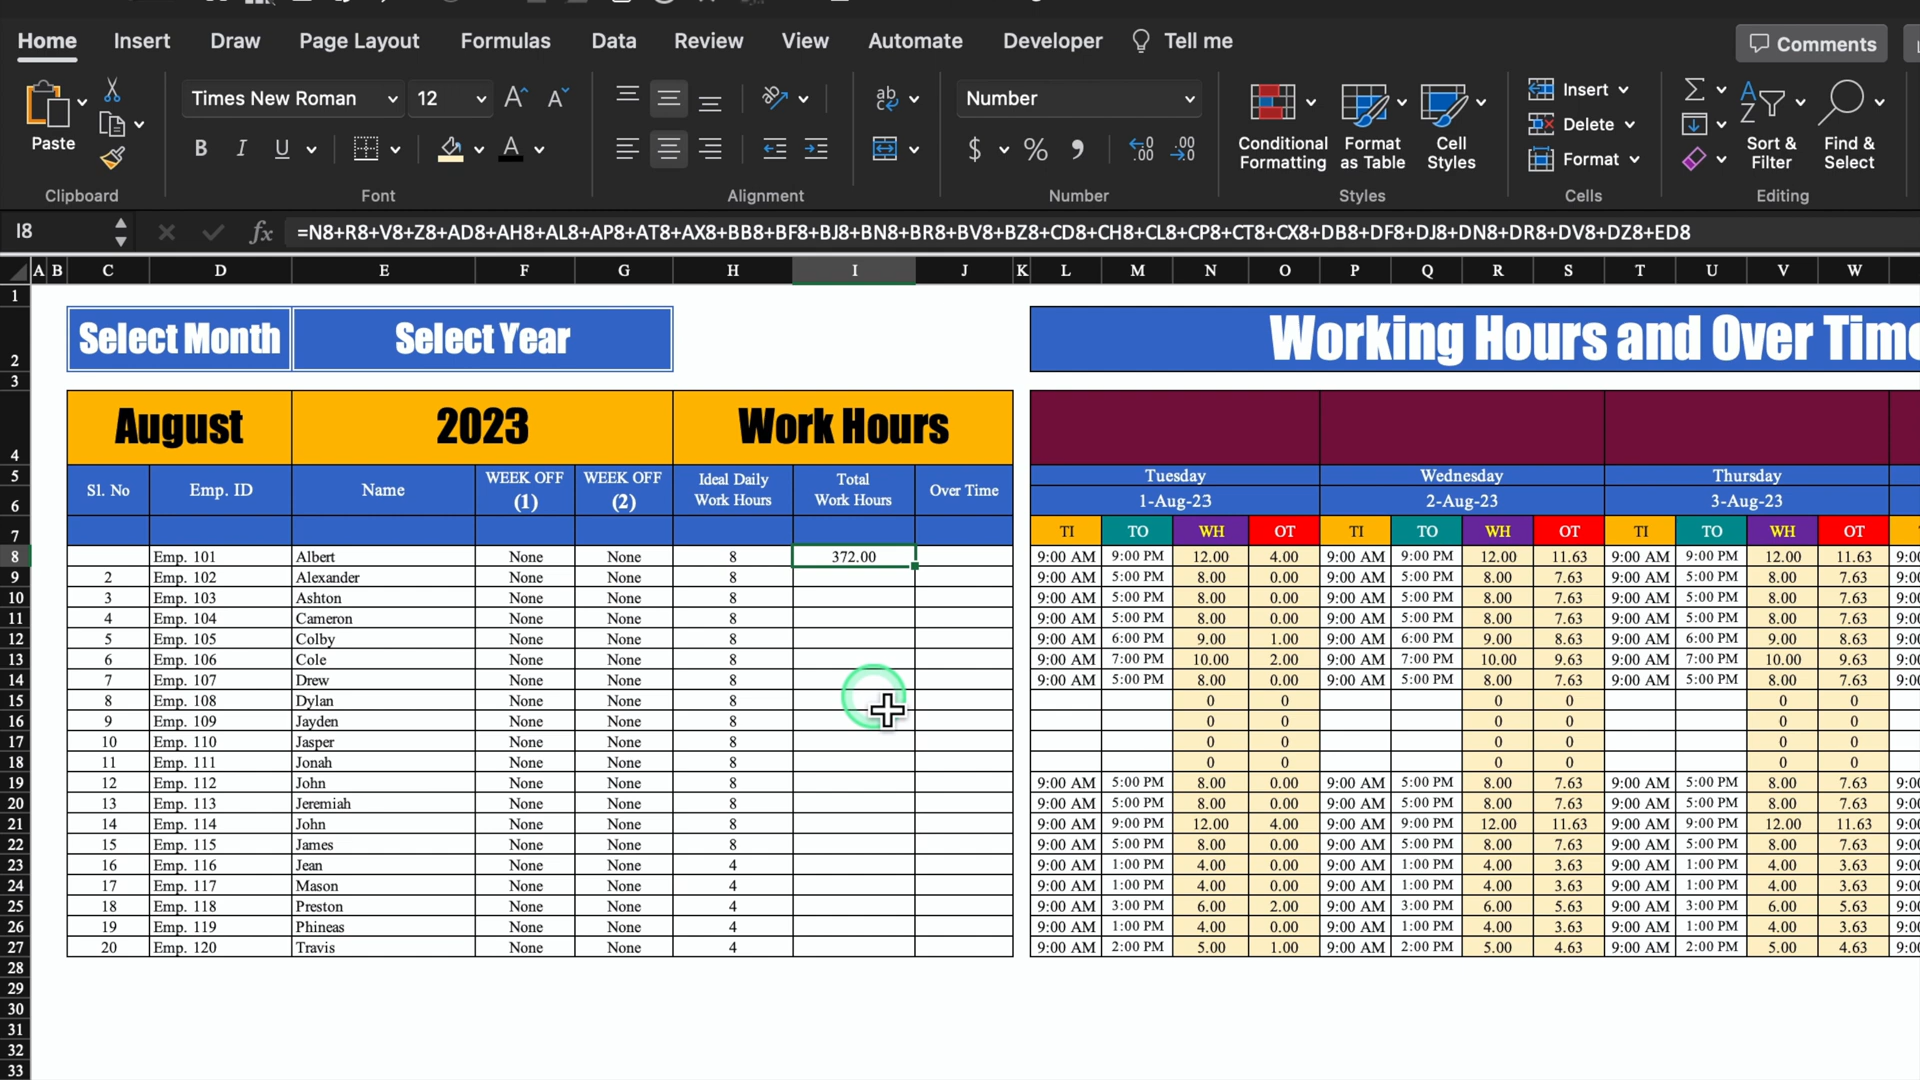 Home Insert Draw Page Layout Formulas Data Review View Automate Developer Tell me Comments
Times New Roman 12 Number Insert
Delete
Paste Conditional Formatting Format as Table Cell Styles Format Sort & Filter Find & Select
Clipboard Font Alignment Number Styles Cells Editing
I8 fx =N8+R8+V8+Z8+AD8+AH8+AL8+AP8+AT8+AX8+BB8+BF8+BJ8+BN8+BR8+BV8+BZ8+CD8+CH8+CL8+CP8+CT8+CX8+DB8+DF8+DJ8+DN8+DR8+DV8+DZ8+ED8
A B C D E F G H I J K L M N O P Q R S T U V W
1
2 Select Month Select Year Working Hours and Over Time
3
4 August 2023 Work Hours
5 Tuesday Wednesday Thursday
Sl. No Emp. ID Name WEEK OFF (1) WEEK OFF (2) Ideal Daily Work Hours Total Work Hours Over Time
6 1-Aug-23 2-Aug-23 3-Aug-23
7 TI TO WH OT TI TO WH OT TI TO WH OT
8 Emp. 101 Albert None None 8 372.00 9:00 AM 9:00 PM 12.00 4.00 9:00 AM 9:00 PM 12.00 11.63 9:00 AM 9:00 PM 12.00 11.63
9 2 Emp. 102 Alexander None None 8 9:00 AM 5:00 PM 8.00 0.00 9:00 AM 5:00 PM 8.00 7.63 9:00 AM 5:00 PM 8.00 7.63
10 3 Emp. 103 Ashton None None 8 9:00 AM 5:00 PM 8.00 0.00 9:00 AM 5:00 PM 8.00 7.63 9:00 AM 5:00 PM 8.00 7.63
11 4 Emp. 104 Cameron None None 8 9:00 AM 5:00 PM 8.00 0.00 9:00 AM 5:00 PM 8.00 7.63 9:00 AM 5:00 PM 8.00 7.63
12 5 Emp. 105 Colby None None 8 9:00 AM 6:00 PM 9.00 1.00 9:00 AM 6:00 PM 9.00 8.63 9:00 AM 6:00 PM 9.00 8.63
13 6 Emp. 106 Cole None None 8 9:00 AM 7:00 PM 10.00 2.00 9:00 AM 7:00 PM 10.00 9.63 9:00 AM 7:00 PM 10.00 9.63
14 7 Emp. 107 Drew None None 8 9:00 AM 5:00 PM 8.00 0.00 9:00 AM 5:00 PM 8.00 7.63 9:00 AM 5:00 PM 8.00 7.63
15 8 Emp. 108 Dylan None None 8 0 0 0 0 0 0
16 9 Emp. 109 Jayden None None 8 0 0 0 0 0 0
17 10 Emp. 110 Jasper None None 8 0 0 0 0 0 0
18 11 Emp. 111 Jonah None None 8 0 0 0 0 0 0
19 12 Emp. 112 John None None 8 9:00 AM 5:00 PM 8.00 0.00 9:00 AM 5:00 PM 8.00 7.63 9:00 AM 5:00 PM 8.00 7.63
20 13 Emp. 113 Jeremiah None None 8 9:00 AM 5:00 PM 8.00 0.00 9:00 AM 5:00 PM 8.00 7.63 9:00 AM 5:00 PM 8.00 7.63
21 14 Emp. 114 John None None 8 9:00 AM 9:00 PM 12.00 4.00 9:00 AM 9:00 PM 12.00 11.63 9:00 AM 9:00 PM 12.00 11.63
22 15 Emp. 115 James None None 8 9:00 AM 5:00 PM 8.00 0.00 9:00 AM 5:00 PM 8.00 7.63 9:00 AM 5:00 PM 8.00 7.63
23 16 Emp. 116 Jean None None 4 9:00 AM 1:00 PM 4.00 0.00 9:00 AM 1:00 PM 4.00 3.63 9:00 AM 1:00 PM 4.00 3.63
24 17 Emp. 117 Mason None None 4 9:00 AM 1:00 PM 4.00 0.00 9:00 AM 1:00 PM 4.00 3.63 9:00 AM 1:00 PM 4.00 3.63
25 18 Emp. 118 Preston None None 4 9:00 AM 3:00 PM 6.00 2.00 9:00 AM 3:00 PM 6.00 5.63 9:00 AM 3:00 PM 6.00 5.63
26 19 Emp. 119 Phineas None None 4 9:00 AM 1:00 PM 4.00 0.00 9:00 AM 1:00 PM 4.00 3.63 9:00 AM 1:00 PM 4.00 3.63
27 20 Emp. 120 Travis None None 4 9:00 AM 2:00 PM 5.00 1.00 9:00 AM 2:00 PM 5.00 4.63 9:00 AM 2:00 PM 5.00 4.63
28
29
30
31
32
33